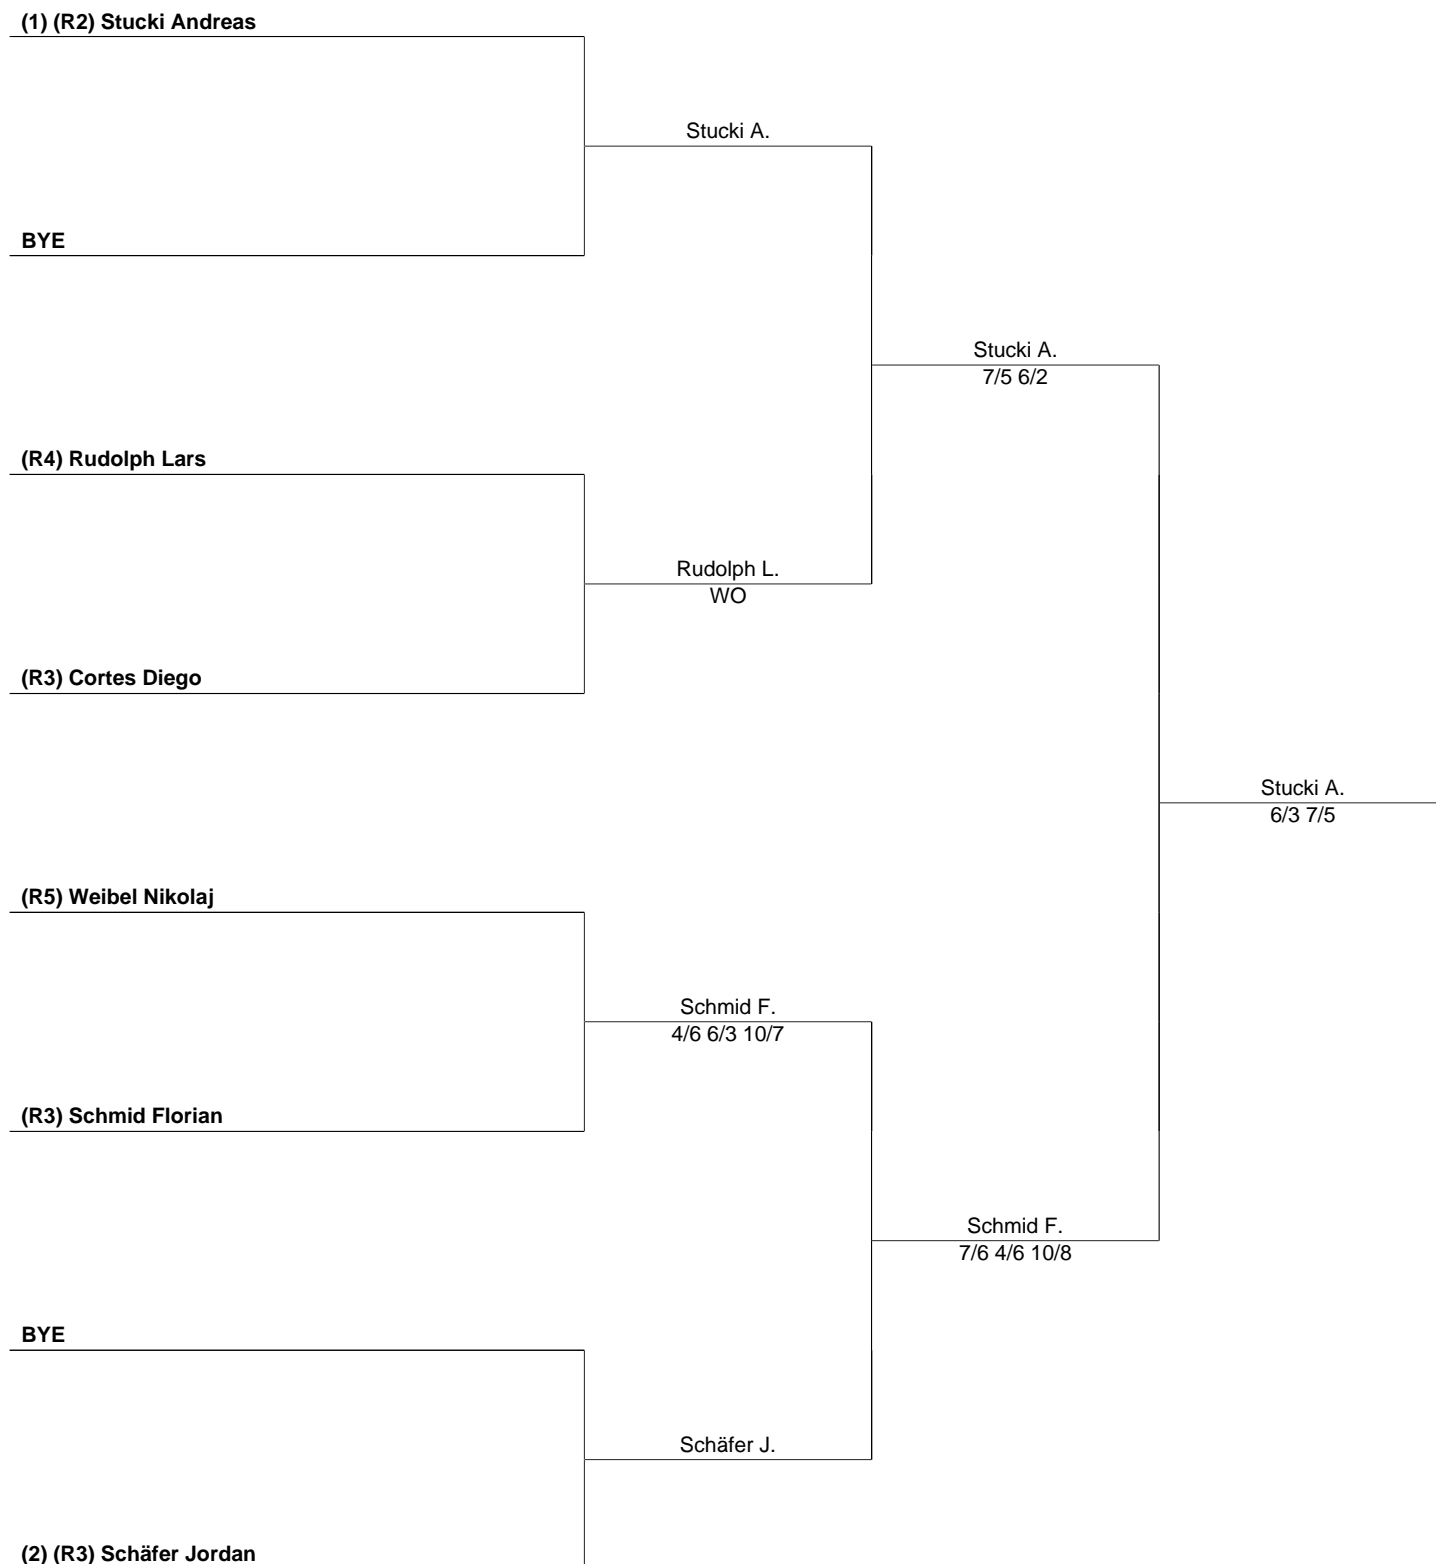 (1) (R2) Stucki Andreas
Stucki A.
BYE
Stucki A.
7/5 6/2
(R4) Rudolph Lars
Rudolph L.
WO
(R3) Cortes Diego
Stucki A.
6/3 7/5
(R5) Weibel Nikolaj
Schmid F.
4/6 6/3 10/7
(R3) Schmid Florian
Schmid F.
7/6 4/6 10/8
BYE
Schäfer J.
(2) (R3) Schäfer Jordan